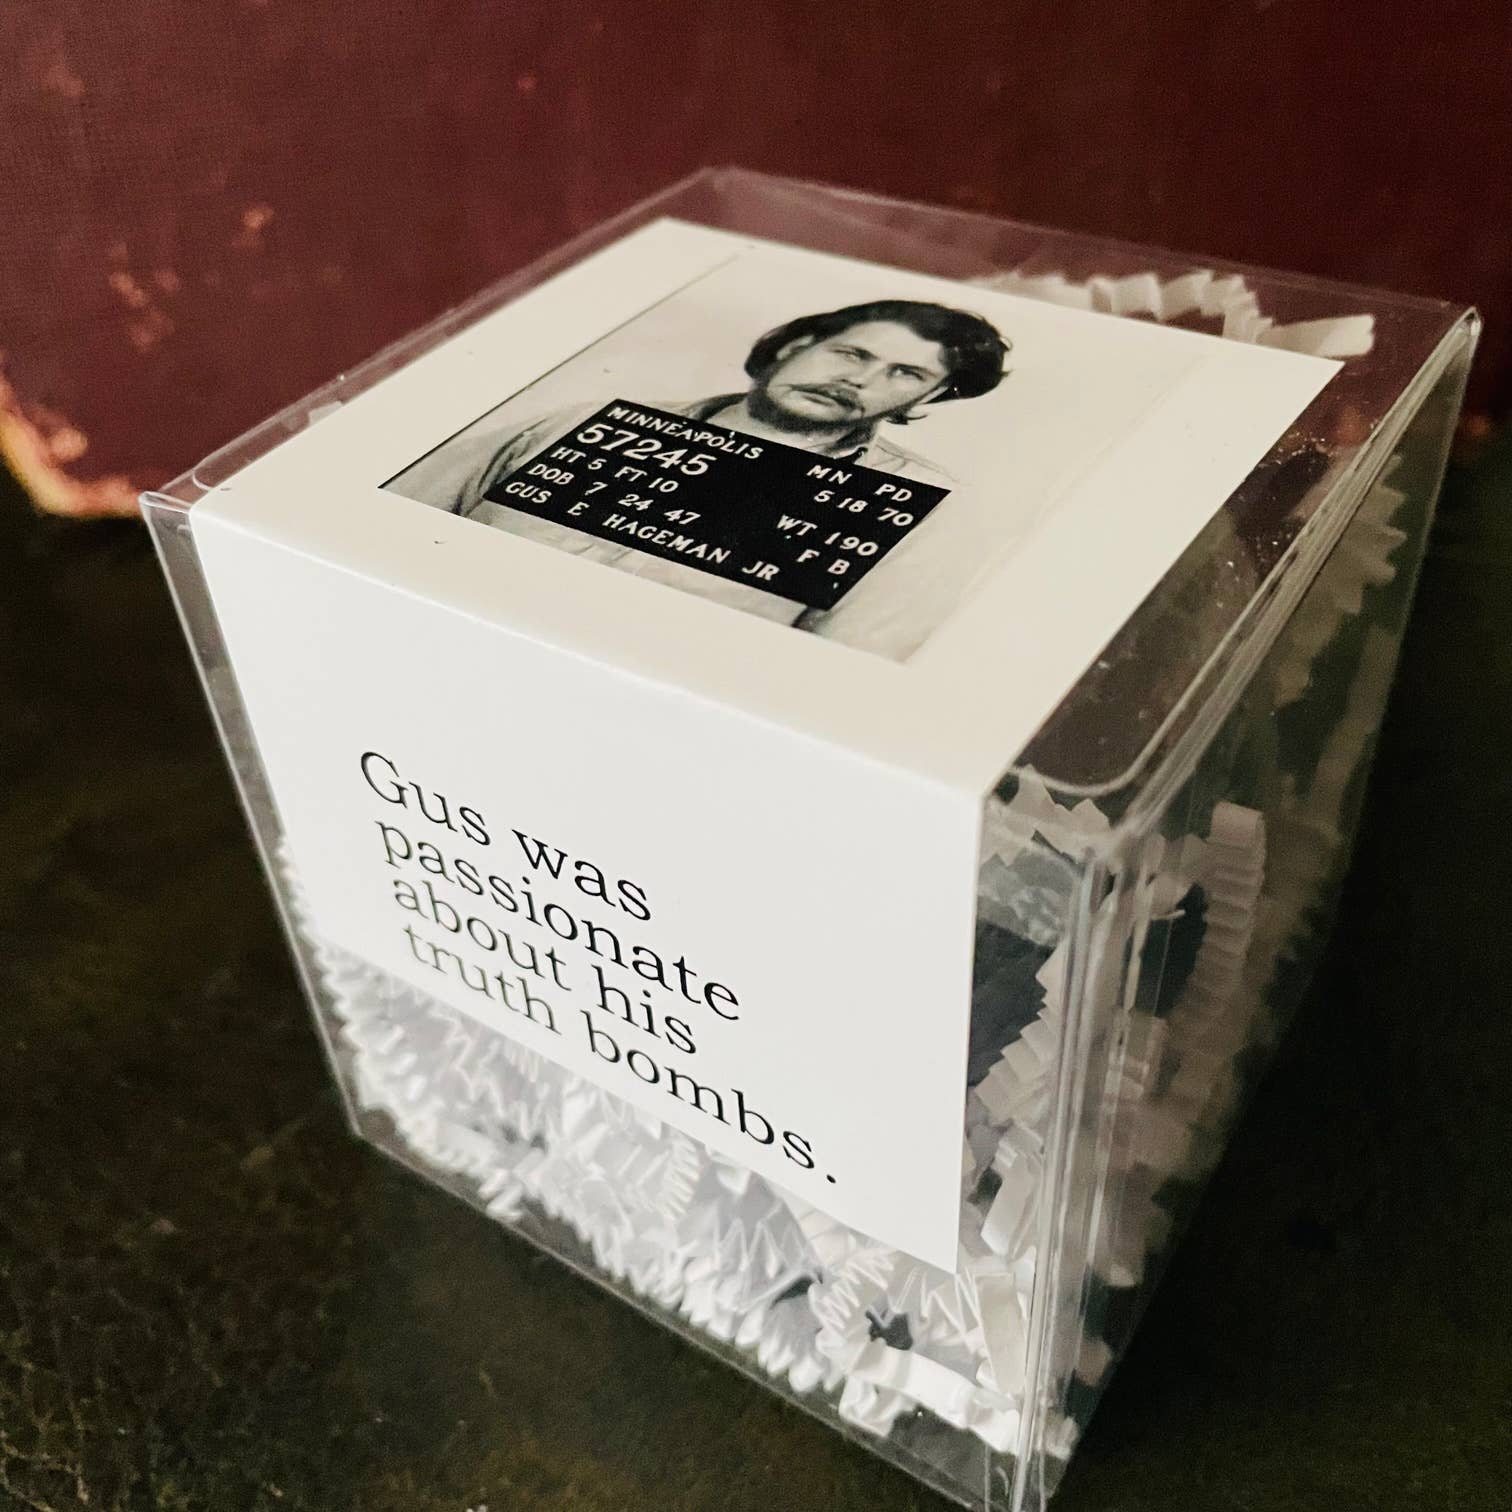 MINNEAPOLIS MN PD
57245 5 18 70
HT 5 FT 10 WT 190
DOB 7 24 47 F B
GUS E HAGEMAN JR
Gus was
passionate
about his
truth bombs.